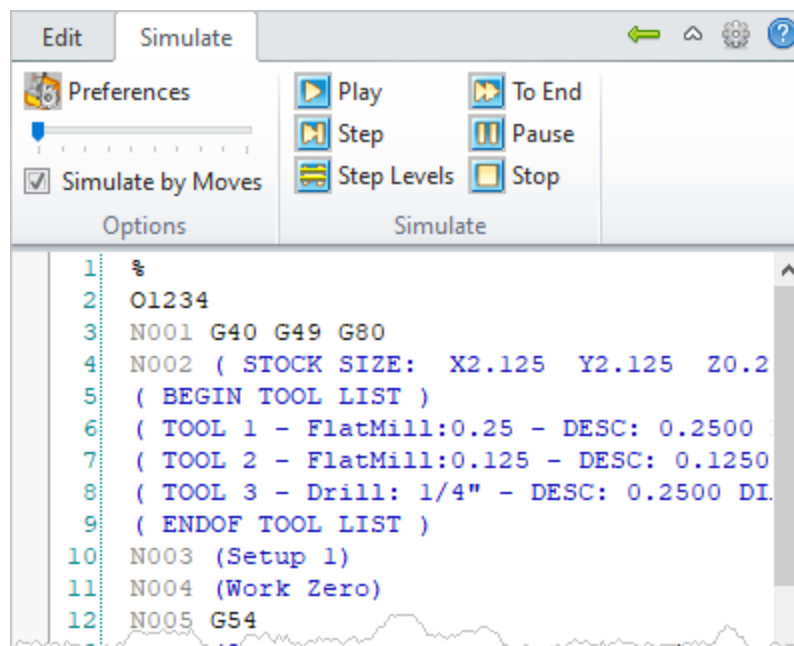 Edit Simulate
Preferences
Simulate by Moves
Options
Play To End
Step Pause
Step Levels Stop
Simulate
1 %
2 O1234
3 N001 G40 G49 G80
4 N002 ( STOCK SIZE: X2.125 Y2.125 Z0.2
5 ( BEGIN TOOL LIST )
6 ( TOOL 1 - FlatMill:0.25 - DESC: 0.2500
7 ( TOOL 2 - FlatMill:0.125 - DESC: 0.1250
8 ( TOOL 3 - Drill: 1/4" - DESC: 0.2500 DI
9 ( ENDOF TOOL LIST )
10 N003 (Setup 1)
11 N004 (Work Zero)
12 N005 G54